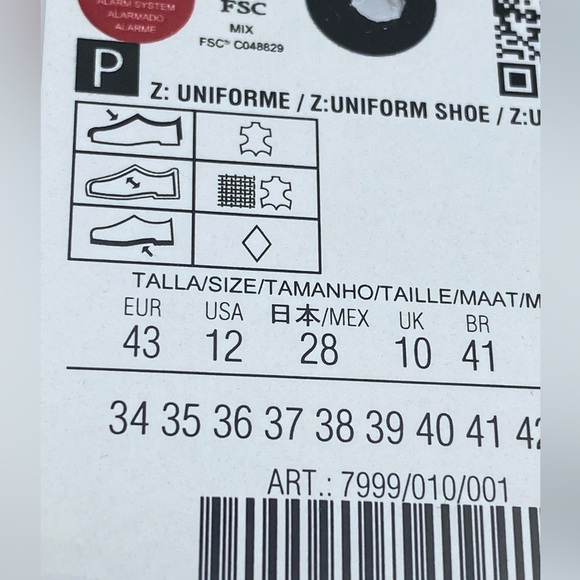 ALARM SYSTEM
ALARMADO
ALARME
FSC
MIX
FSC® C048829
P
Z: UNIFORME / Z:UNIFORM SHOE / Z:U
TALLA/SIZE/TAMANHO/TAILLE/MAAT/M
EUR USA 日本/MEX UK BR
43 12 28 10 41
34 35 36 37 38 39 40 41 42
ART.: 7999/010/001